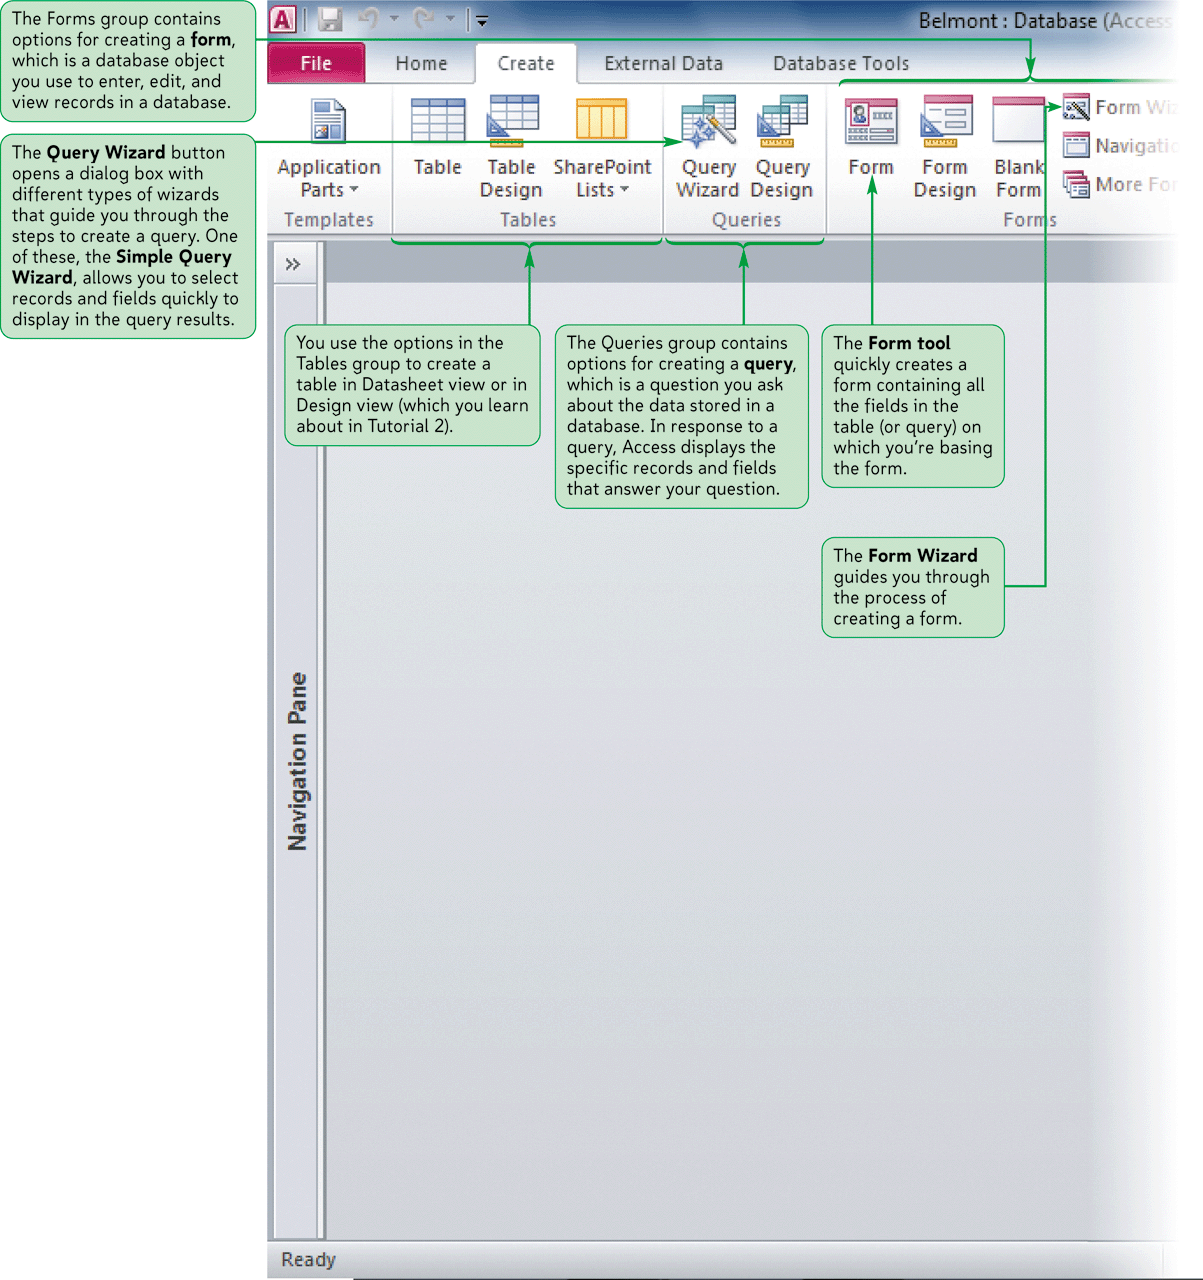 The Forms group contains
options for creating a form,
which is a database object
you use to enter, edit, and
view records in a database.
The Query Wizard button
opens a dialog box with
different types of wizards
that guide you through the
steps to create a query. One
of these, the Simple Query
Wizard, allows you to select
records and fields quickly to
display in the query results.
Belmont : Database (Access
File Home Create External Data Database Tools
Application
Parts
Templates
Table
Table
Design
SharePoint
Lists
Tables
Query
Wizard
Query
Design
Queries
Form
Form
Design
Blank
Form
Form Wiz
Navigatio
More For
Forms
You use the options in the
Tables group to create a
table in Datasheet view or in
Design view (which you learn
about in Tutorial 2).
The Queries group contains
options for creating a query,
which is a question you ask
about the data stored in a
database. In response to a
query, Access displays the
specific records and fields
that answer your question.
The Form tool
quickly creates a
form containing all
the fields in the
table (or query) on
which you're basing
the form.
The Form Wizard
guides you through
the process of
creating a form.
Navigation Pane
Ready